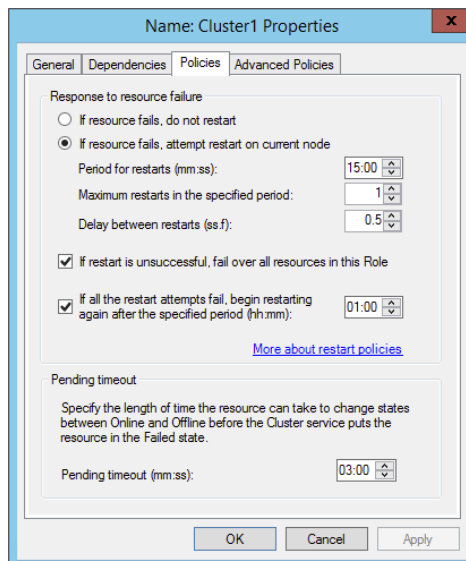 Name: Cluster1 Properties
x
General Dependencies Policies Advanced Policies
Response to resource failure
If resource fails, do not restart
If resource fails, attempt restart on current node
Period for restarts (mm:ss): 15:00
Maximum restarts in the specified period: 1
Delay between restarts (ss.f): 0.5
If restart is unsuccessful, fail over all resources in this Role
If all the restart attempts fail, begin restarting
again after the specified period (hh:mm): 01:00
More about restart policies
Pending timeout
Specify the length of time the resource can take to change states
between Online and Offline before the Cluster service puts the
resource in the Failed state.
Pending timeout (mm:ss): 03:00
OK Cancel Apply